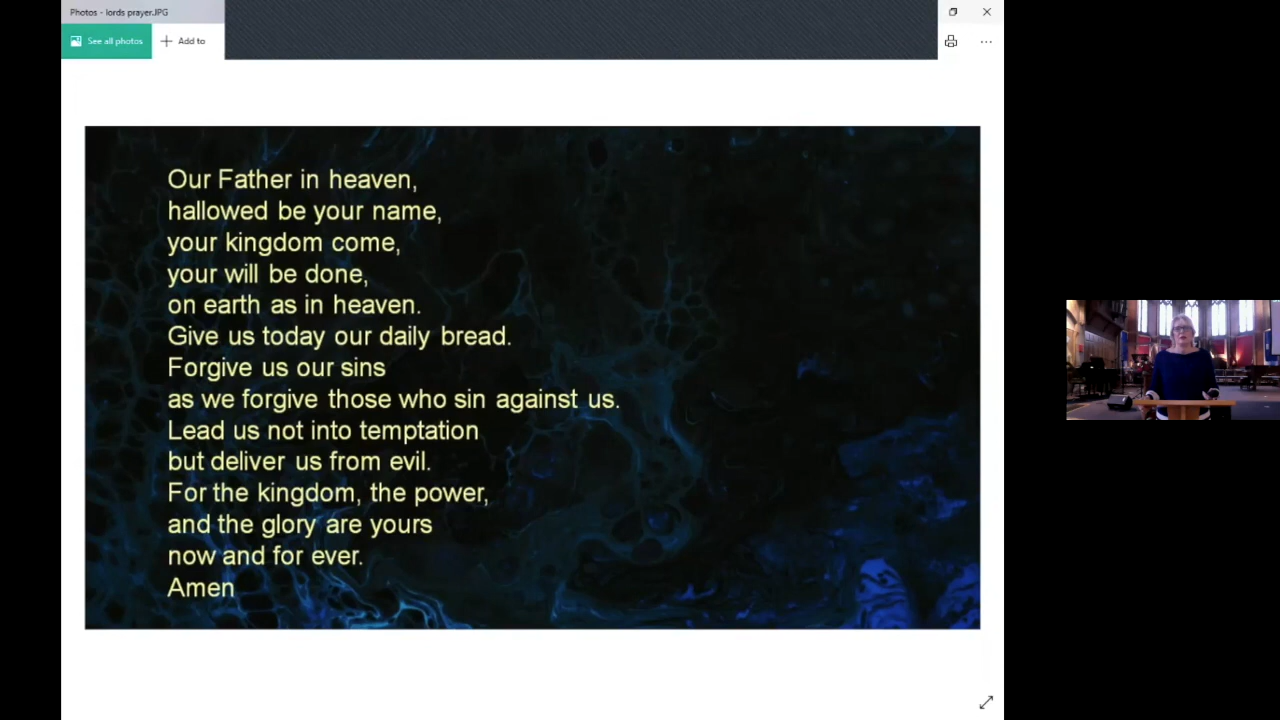 Photos - lords prayer.JPG
See all photos
Add to
Our Father in heaven,
hallowed be your name,
your kingdom come,
your will be done,
on earth as in heaven.
Give us today our daily bread.
Forgive us our sins
as we forgive those who sin against us.
Lead us not into temptation
but deliver us from evil.
For the kingdom, the power,
and the glory are yours
now and for ever.
Amen